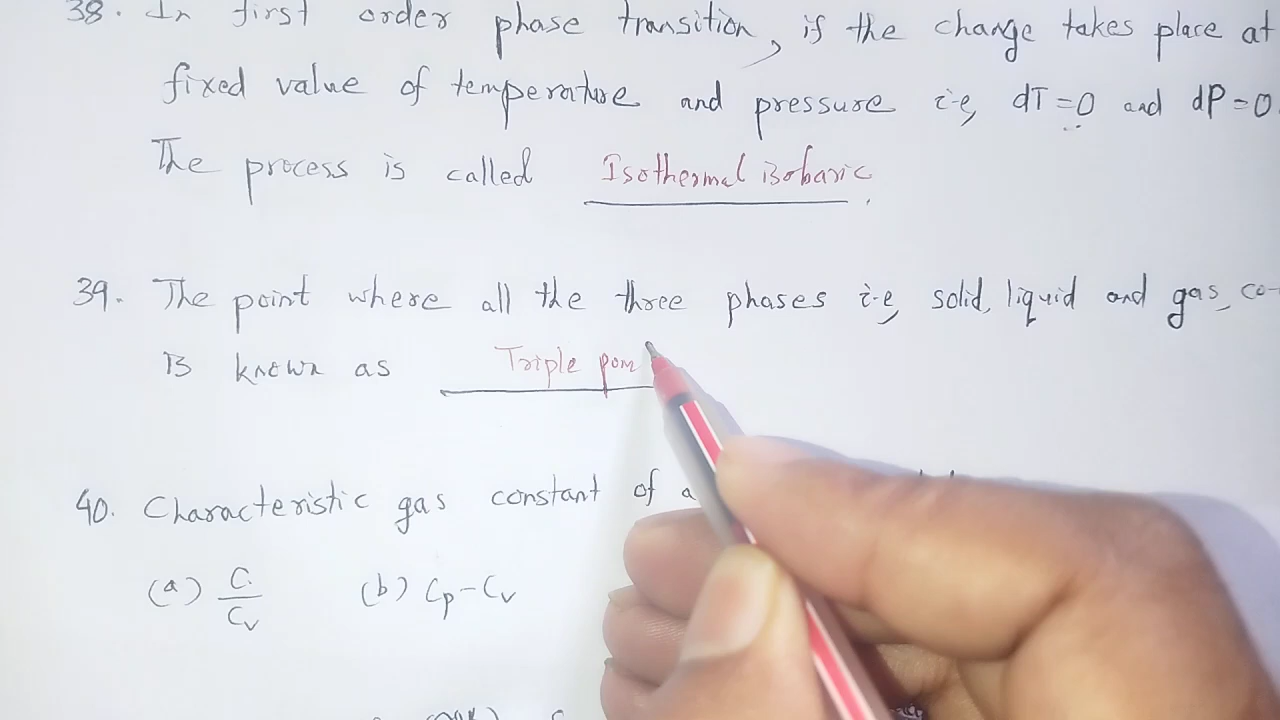 38. In first order phase transition, if the change takes place at
fixed value of temperature and pressure i-e, dT=0 and dP=0.
The process is called Isothermal isobaric.
39. The point where all the three phases i-e, solid, liquid and gas, co-
is known as Triple poin
40. Characteristic gas constant of a
(a) C / Cv (b) Cp-Cv